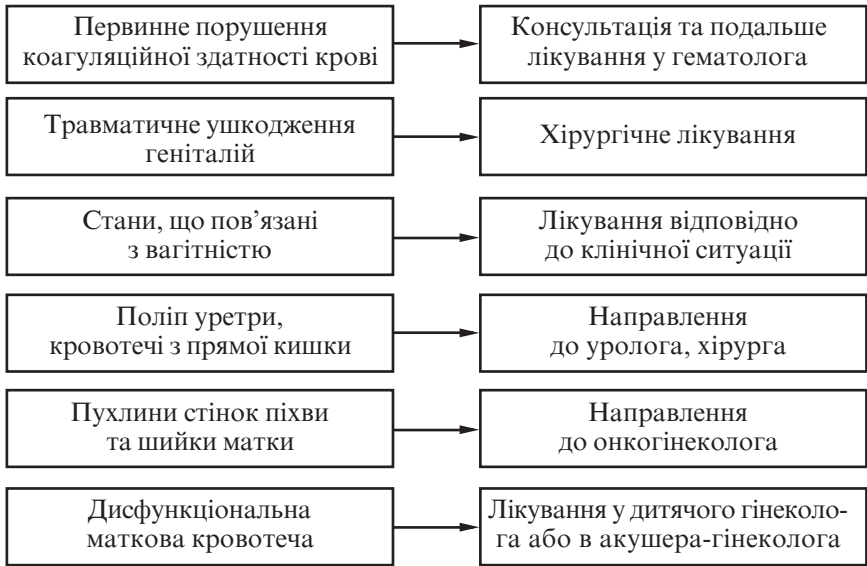 Первинне порушення
коагуляційної здатності крові
Консультація та подальше
лікування у гематолога
Травматичне ушкодження
геніталій
Хірургічне лікування
Стани, що пов’язані
з вагітністю
Лікування відповідно
до клінічної ситуації
Поліп уретри,
кровотечі з прямої кишки
Направлення
до уролога, хірурга
Пухлини стінок піхви
та шийки матки
Направлення
до онкогінеколога
Дисфункціональна
маткова кровотеча
Лікування у дитячого гінеколо-
га або в акушера-гінеколога